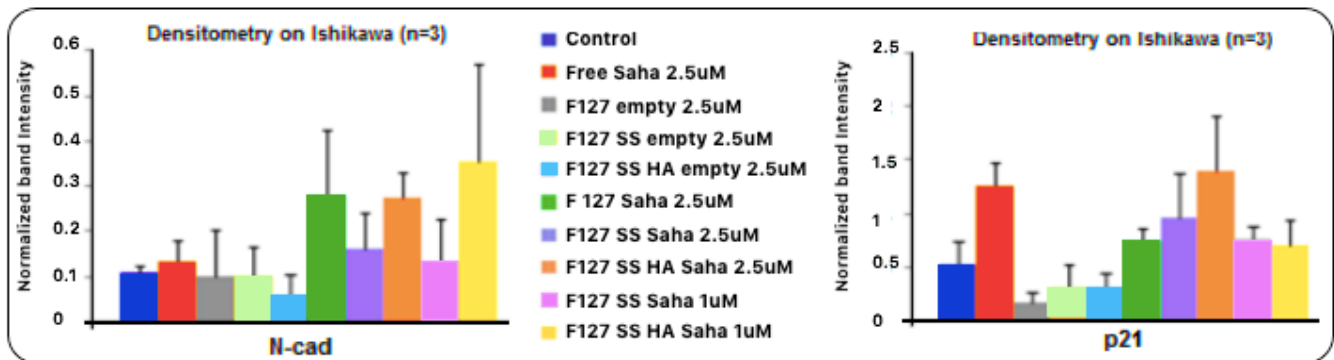 Densitometry on Ishikawa (n=3)
Normalized band Intensity
0.6
0.5
0.4
0.3
0.2
0.1
0
N-cad
Control
Free Saha 2.5uM
F127 empty 2.5uM
F127 SS empty 2.5uM
F127 SS HA empty 2.5uM
F 127 Saha 2.5uM
F127 SS Saha 2.5uM
F127 SS HA Saha 2.5uM
F127 SS Saha 1uM
F127 SS HA Saha 1uM
Densitometry on Ishikawa (n=3)
Normalized band Intensity
2.5
2
1.5
1
0.5
0
p21